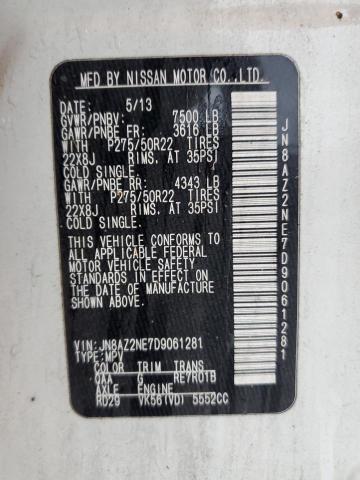 MFD BY NISSAN MOTOR CO.,LTD.
DATE: 5/13
GVWR/PNBV: 7500 LB
GAWR/PNBE FR: 3616 LB
WITH P275/50R22 TIRES
22X8J RIMS, AT 35PSI
COLD SINGLE.
GAWR/PNBE RR: 4343 LB
WITH P275/50R22 TIRES
22X8J RIMS, AT 35PSI
COLD SINGLE.
THIS VEHICLE CONFORMS TO
ALL APPLICABLE FEDERAL
MOTOR VEHICLE SAFETY
STANDARDS IN EFFECT ON
THE DATE OF MANUFACTURE
SHOWN ABOVE.
VIN: JN8AZ2NE7D9061281
TYPE: MPV
COLOR TRIM TRANS
QAA G RE7R01B
AXLE ENGINE
RD29 VK56(VD) 5552CC
JN8AZ2NE7D9061281